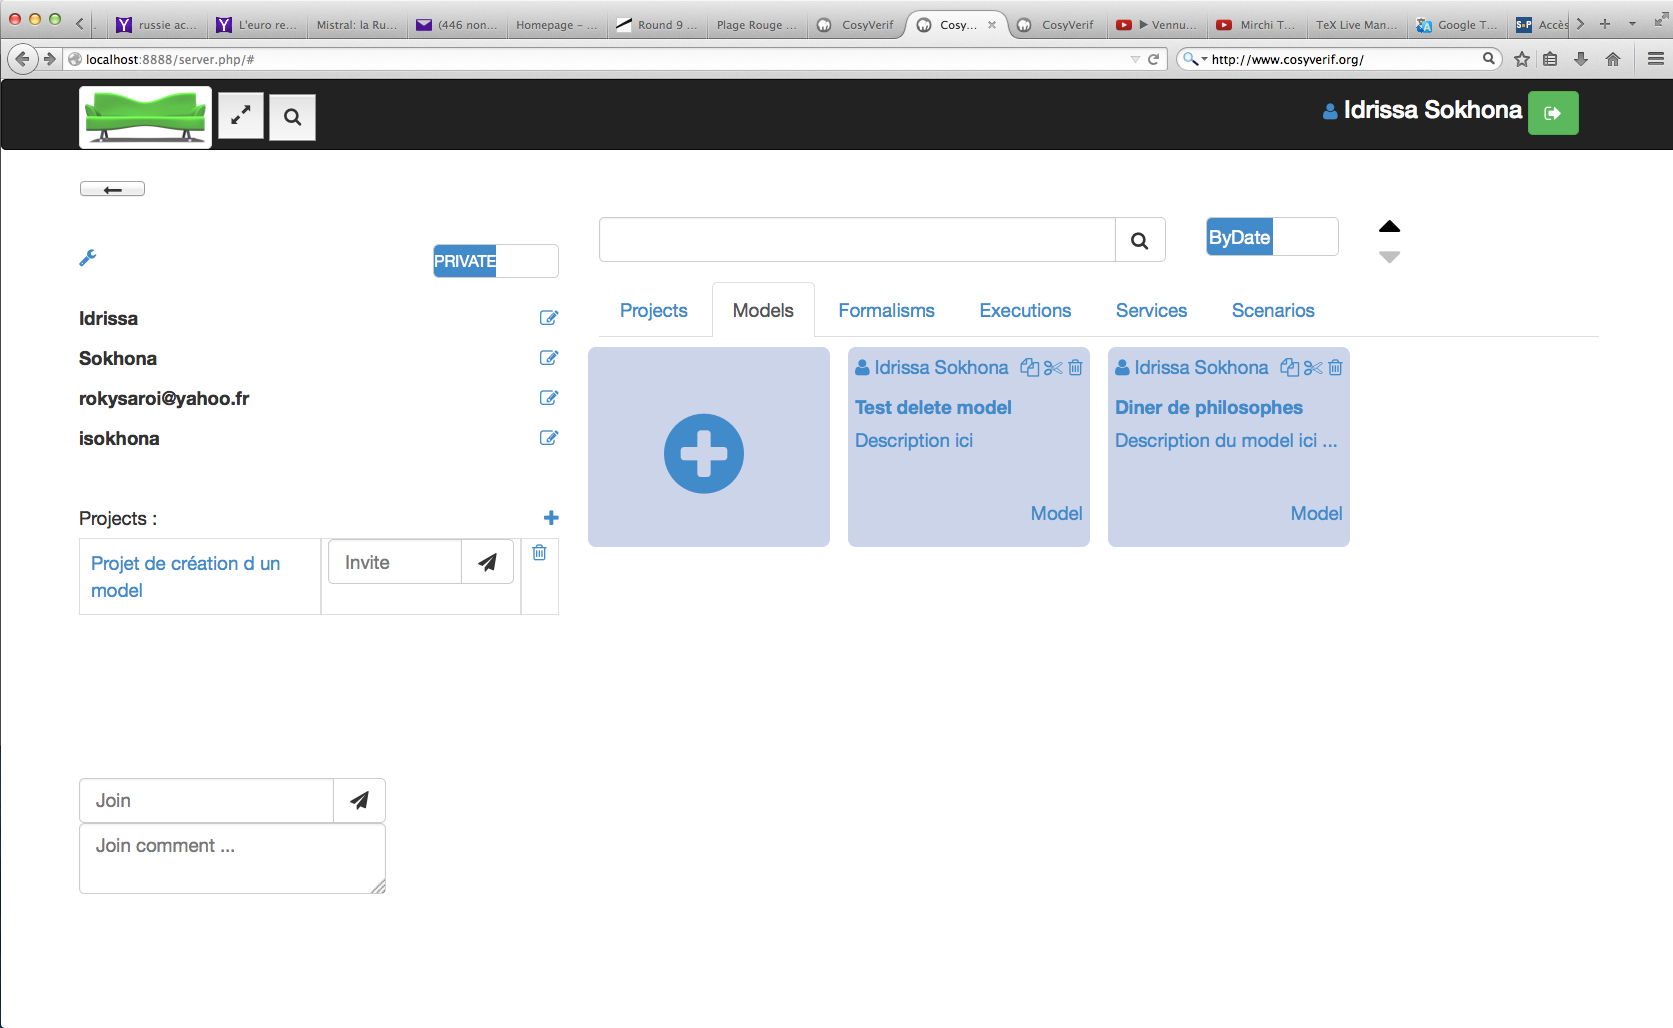 russie ac...
L'euro re...
Mistral: la Ru...
(446 non...
Homepage – ...
Round 9 ...
Plage Rouge ...
CosyVerif
Cosy...
CosyVerif
▶ Vennu...
Mirchi T...
TeX Live Man...
Google T...
S●P
Accès
localhost:8888/server.php/#
http://www.cosyverif.org/
Idrissa Sokhona
ByDate
PRIVATE
Idrissa
Sokhona
rokysaroi@yahoo.fr
isokhona
Projects :
Projet de création d un
model
Invite
Join
Join comment ...
Projects
Models
Formalisms
Executions
Services
Scenarios
Idrissa Sokhona
Test delete model
Description ici
Model
Idrissa Sokhona
Diner de philosophes
Description du model ici ...
Model